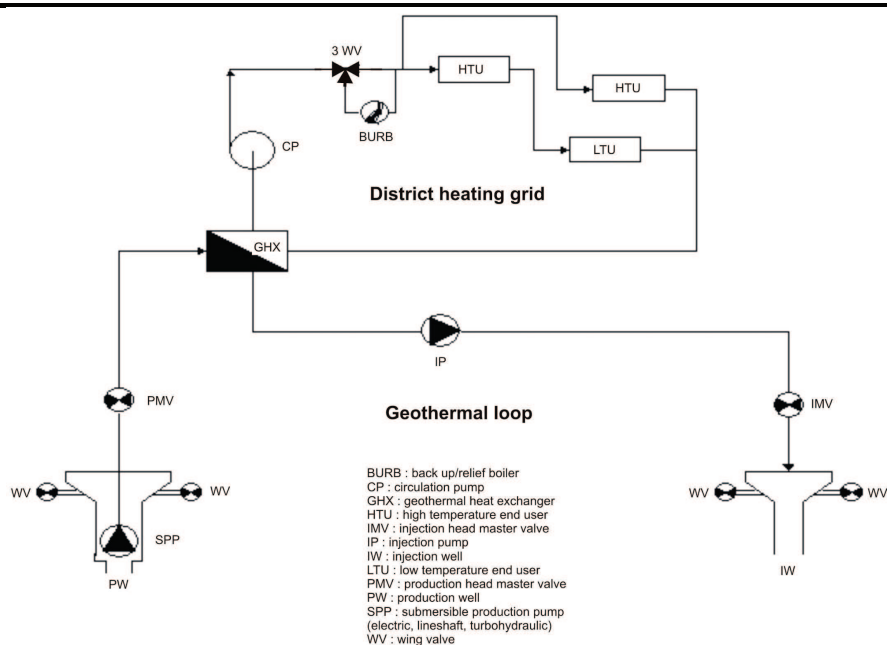 3 WV
HTU
HTU
BURB
CP
LTU
District heating grid
GHX
IP
PMV
IMV
Geothermal loop
WV
WV
WV
WV
SPP
PW
IW
BURB : back up/relief boiler
CP : circulation pump
GHX : geothermal heat exchanger
HTU : high temperature end user
IMV : injection head master valve
IP : injection pump
IW : injection well
LTU : low temperature end user
PMV : production head master valve
PW : production well
SPP : submersible production pump
(electric, lineshaft, turbohydraulic)
WV : wing valve